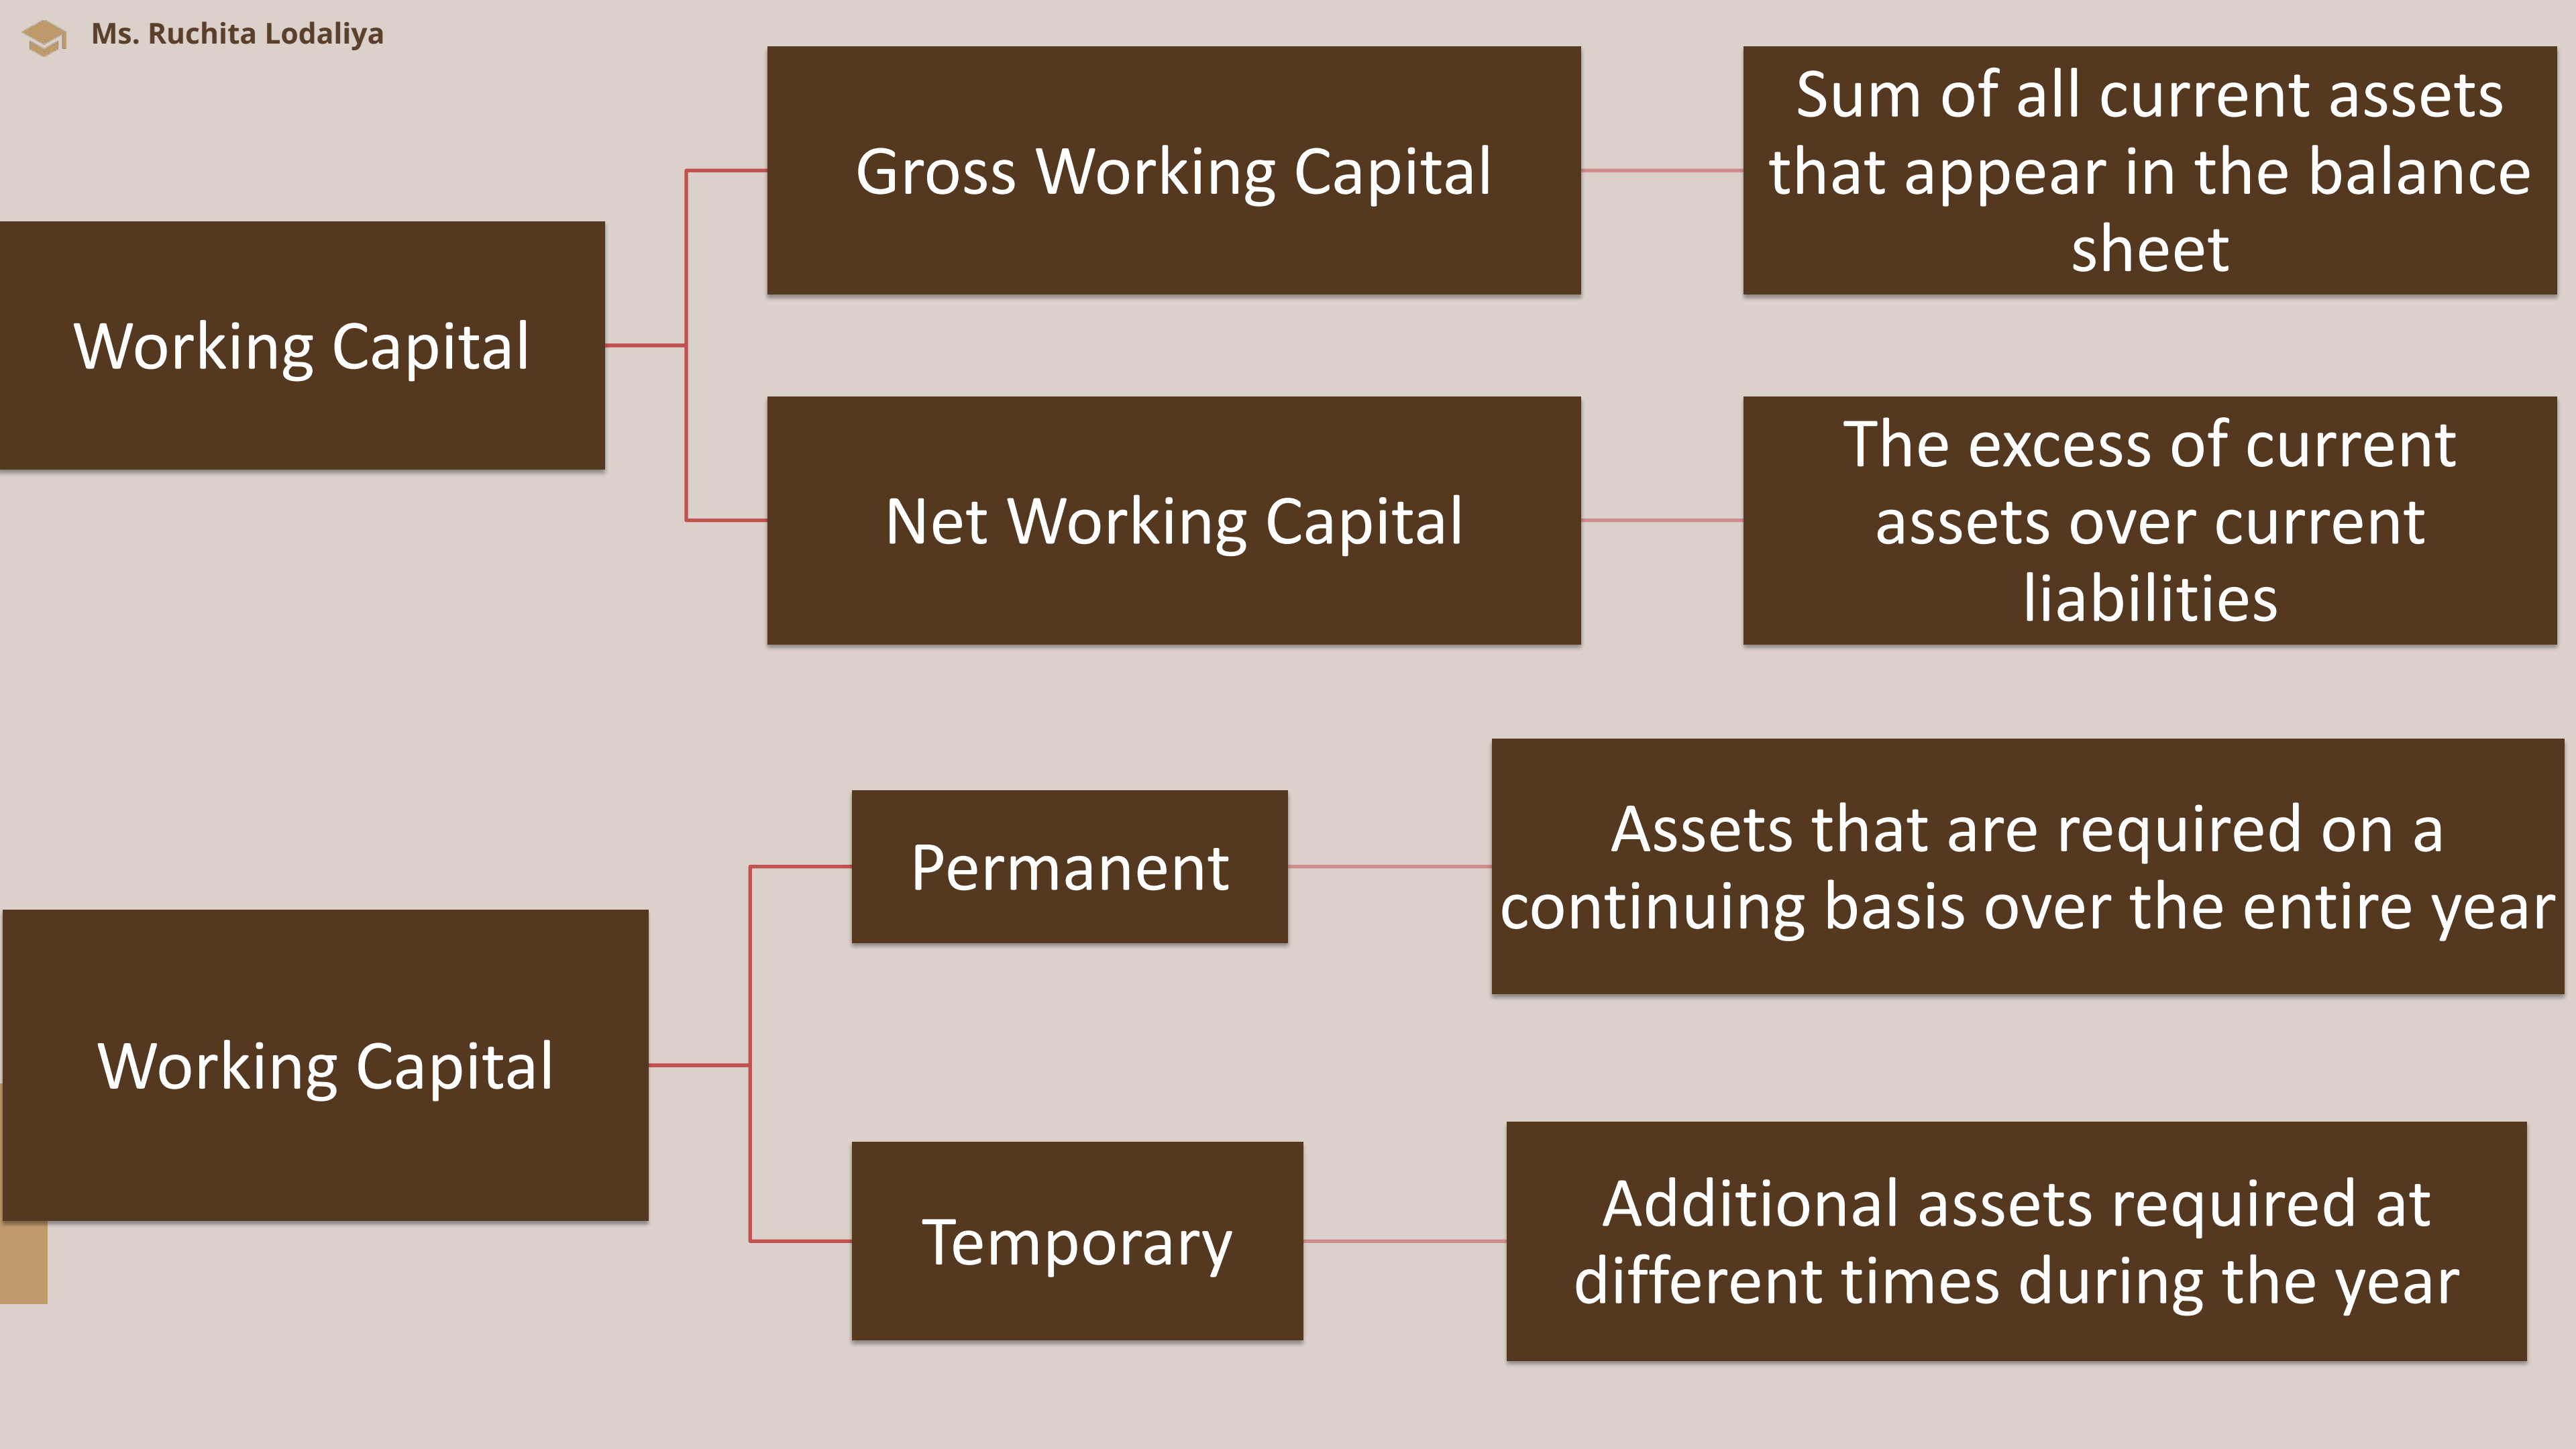 Ms. Ruchita Lodaliya
Working Capital
Gross Working Capital
Sum of all current assets
that appear in the balance
sheet
Net Working Capital
The excess of current
assets over current
liabilities
Working Capital
Permanent
Assets that are required on a
continuing basis over the entire year
Temporary
Additional assets required at
different times during the year